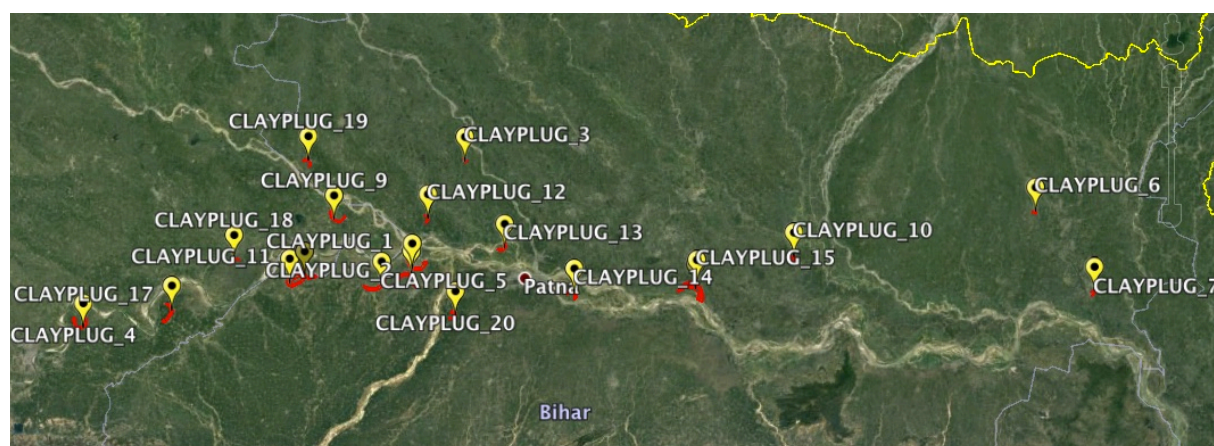 CLAYPLUG_19
CLAYPLUG_3
CLAYPLUG_9
CLAYPLUG_12
CLAYPLUG_6
CLAYPLUG_18
CLAYPLUG_1
CLAYPLUG_13
CLAYPLUG_10
CLAYPLUG_11
CLAYPLUG_2
CLAYPLUG_5
CLAYPLUG_14
CLAYPLUG_15
CLAYPLUG_7
Patna
CLAYPLUG_17
CLAYPLUG_20
CLAYPLUG_4
Bihar